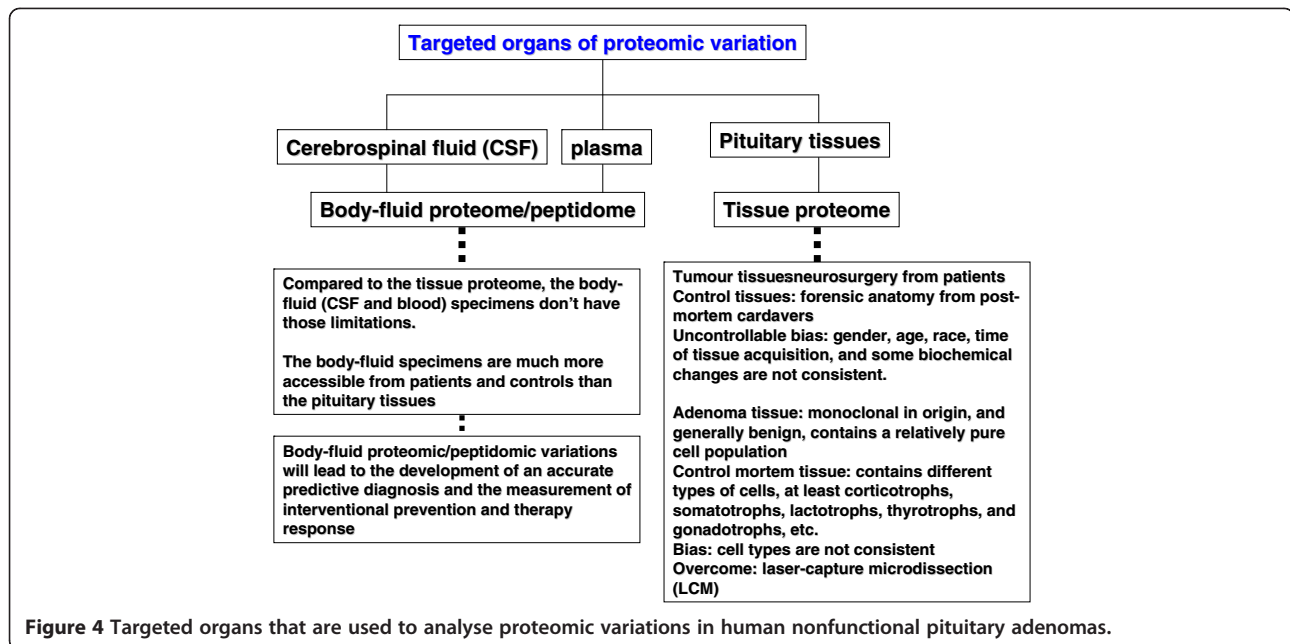 Targeted organs of proteomic variation
Cerebrospinal fluid (CSF)
plasma
Pituitary tissues
Body-fluid proteome/peptidome
Tissue proteome
Compared to the tissue proteome, the body-
fluid (CSF and blood) specimens don't have
those limitations.
The body-fluid specimens are much more
accessible from patients and controls than
the pituitary tissues
Body-fluid proteomic/peptidomic variations
will lead to the development of an accurate
predictive diagnosis and the measurement of
interventional prevention and therapy
response
Tumour tissuesneurosurgery from patients
Control tissues: forensic anatomy from post-
mortem cardavers
Uncontrollable bias: gender, age, race, time
of tissue acquisition, and some biochemical
changes are not consistent.
Adenoma tissue: monoclonal in origin, and
generally benign, contains a relatively pure
cell population
Control mortem tissue: contains different
types of cells, at least corticotrophs,
somatotrophs, lactotrophs, thyrotrophs, and
gonadotrophs, etc.
Bias: cell types are not consistent
Overcome: laser-capture microdissection
(LCM)
Figure 4 Targeted organs that are used to analyse proteomic variations in human nonfunctional pituitary adenomas.